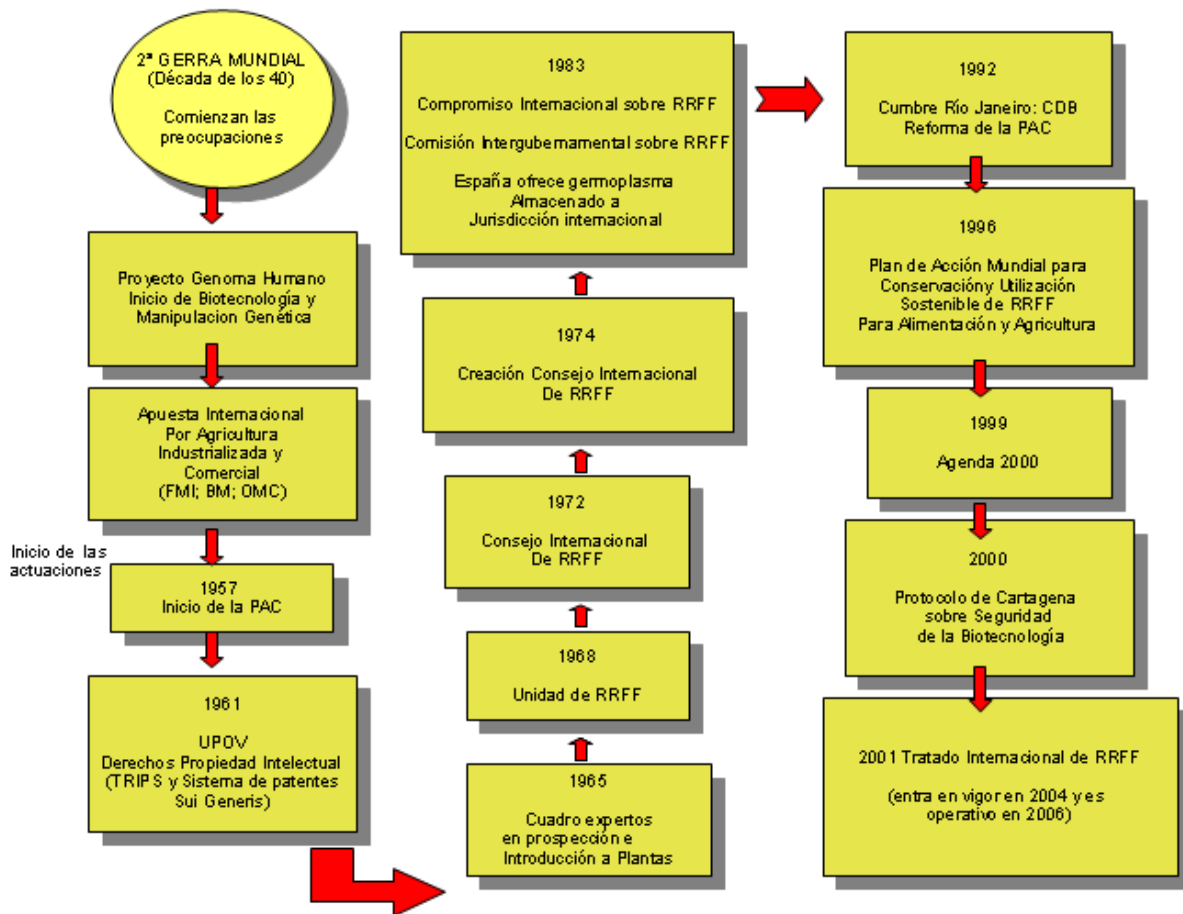 2ª GERRA MUNDIAL
(Década de los 40)
Comienzan las
preocupaciones
Proyecto Genoma Humano
Inicio de Biotecnología y
Manipulacion Genética
Apuesta Internacional
Por Agricultura
Industrializada y
Comercial
(FMI; BM; OMC)
Inicio de las
actuaciones
1957
Inicio de la PAC
1961
UPOV
Derechos Propiedad Intelectual
(TRIPS y Sistema de patentes
Sui Generis)
1965
Cuadro expertos
en prospección e
Introducción a Plantas
1968
Unidad de RRFF
1972
Consejo Internacional
De RRFF
1974
Creación Consejo Internacional
De RRFF
1983
Compromiso Internacional sobre RRFF
Comisión Intergubernamental sobre RRFF
España ofrece germoplasma
Almacenado a
Jurisdicción internacional
1992
Cumbre Río Janeiro: CDB
Reforma de la PAC
1996
Plan de Acción Mundial para
Conservacióny Utilización
Sostenible de RRFF
Para Alimentación y Agricultura
1999
Agenda 2000
2000
Protocolo de Cartagena
sobre Seguridad
de la Biotecnología
2001 Tratado Internacional de RRFF
(entra en vigor en 2004 y es
operativo en 2006)